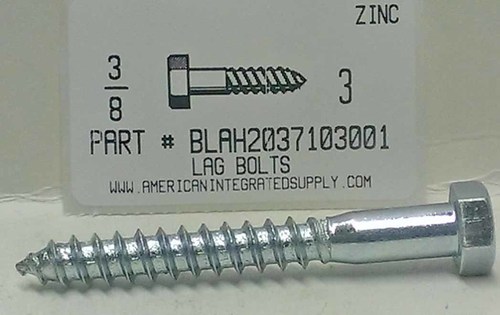 ZINC
3/8 3
PART # BLAH2037103001
LAG BOLTS
WWW.AMERICANINTEGRATEDSUPPLY.COM